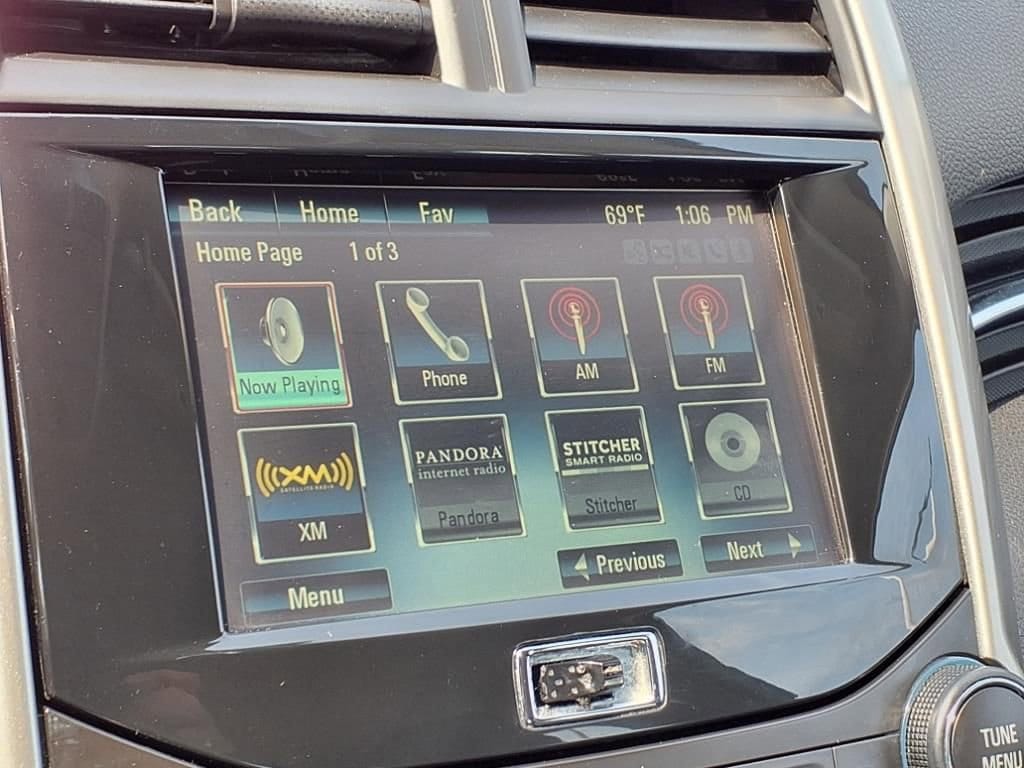 Back Home Fav 69°F 1:06 PM
Home Page 1 of 3
Now Playing
Phone
AM
FM
XM
SATELLITE RADIO
XM
PANDORA
internet radio
Pandora
STITCHER
SMART RADIO
Stitcher
CD
Menu
Previous
Next
TUNE
MENU